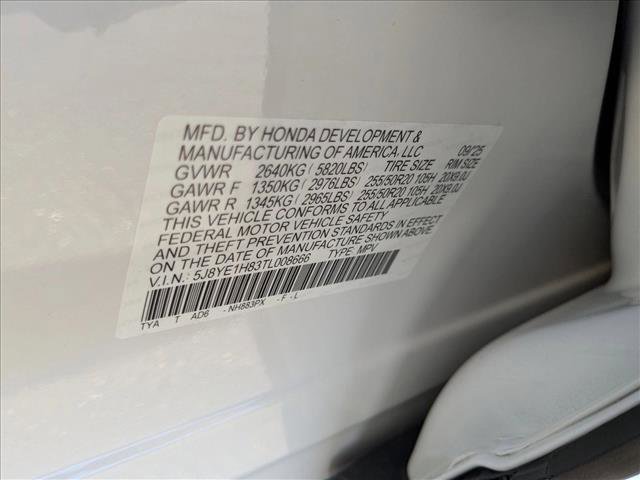 MFD. BY HONDA DEVELOPMENT &
MANUFACTURING OF AMERICA, LLC 09/25
GVWR 2640KG ( 5820LBS) TIRE SIZE RIM SIZE
GAWR F 1350KG ( 2976LBS) 255/50R20 105H 20X9.0J
GAWR R 1345KG ( 2965LBS) 255/50R20 105H 20X9.0J
THIS VEHICLE CONFORMS TO ALL APPLICABLE
FEDERAL MOTOR VEHICLE SAFETY
AND THEFT PREVENTION STANDARDS IN EFFECT
ON THE DATE OF MANUFACTURE SHOWN ABOVE.
V.I.N.: 5J8YE1H83TL008666 TYPE: MPV
TYA T AD6 -NH883PX -F-L